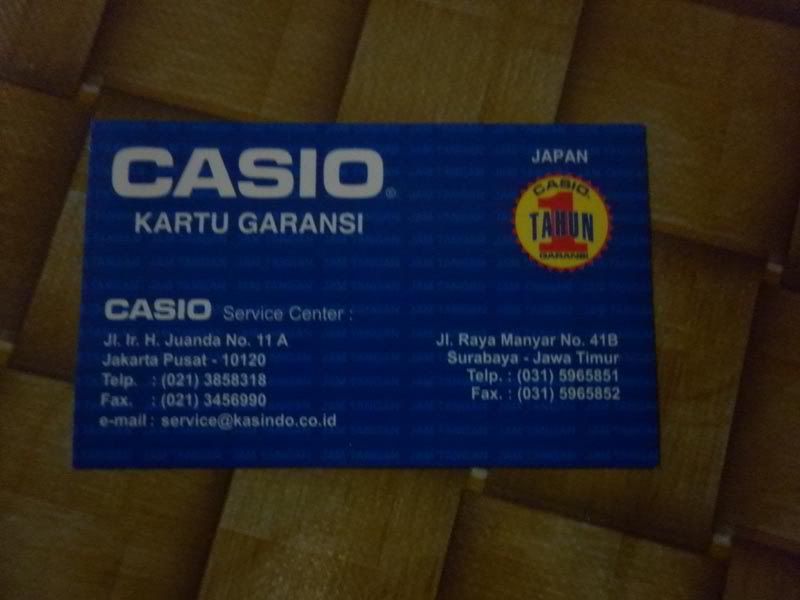 CASIO®
KARTU GARANSI
JAPAN
CASIO
1
TAHUN
GARANSI
CASIO Service Center :
Jl. Ir. H. Juanda No. 11 A
Jakarta Pusat - 10120
Telp. : (021) 3858318
Fax. : (021) 3456990
e-mail : service@kasindo.co.id
Jl. Raya Manyar No. 41B
Surabaya - Jawa Timur
Telp. : (031) 5965851
Fax. : (031) 5965852
JAM TANGAN